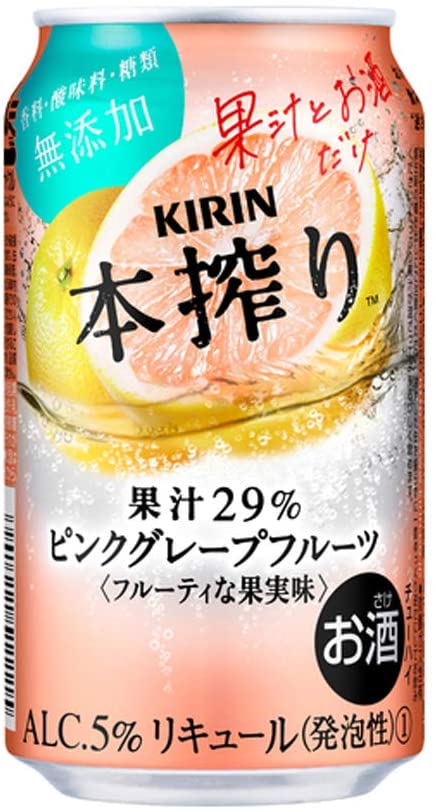 香料・酸味料・糖類
無添加
果汁とお酒
だけ
KIRIN
本搾り™
果汁29%
ピンクグレープフルーツ
〈フルーティな果実味〉
さけ
お酒
チューハイ
ALC.5% リキュール(発泡性)①